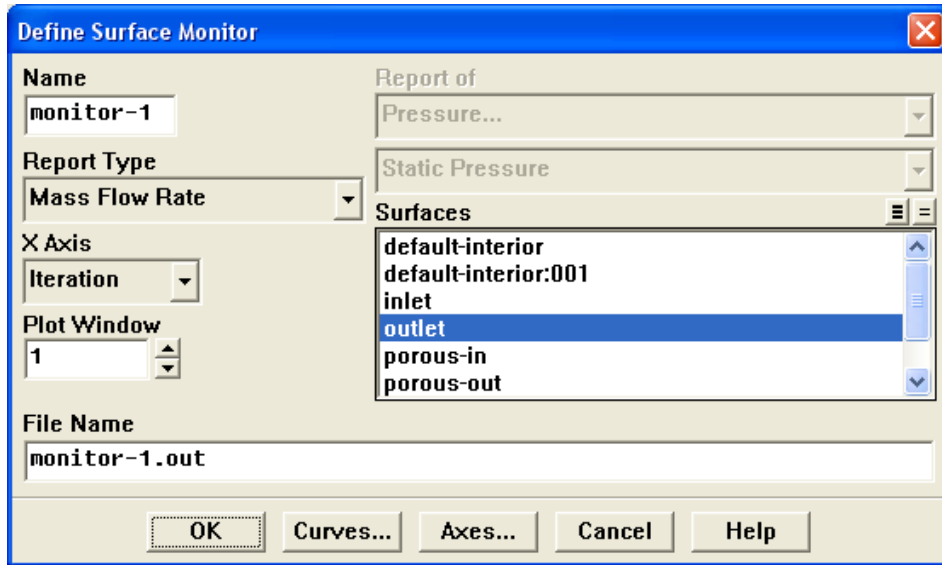 Define Surface Monitor
Name
monitor-1
Report Type
Mass Flow Rate
X Axis
Iteration
Plot Window
1
Report of
Pressure...
Static Pressure
Surfaces
default-interior
default-interior:001
inlet
outlet
porous-in
porous-out
File Name
monitor-1.out
OK Curves... Axes... Cancel Help